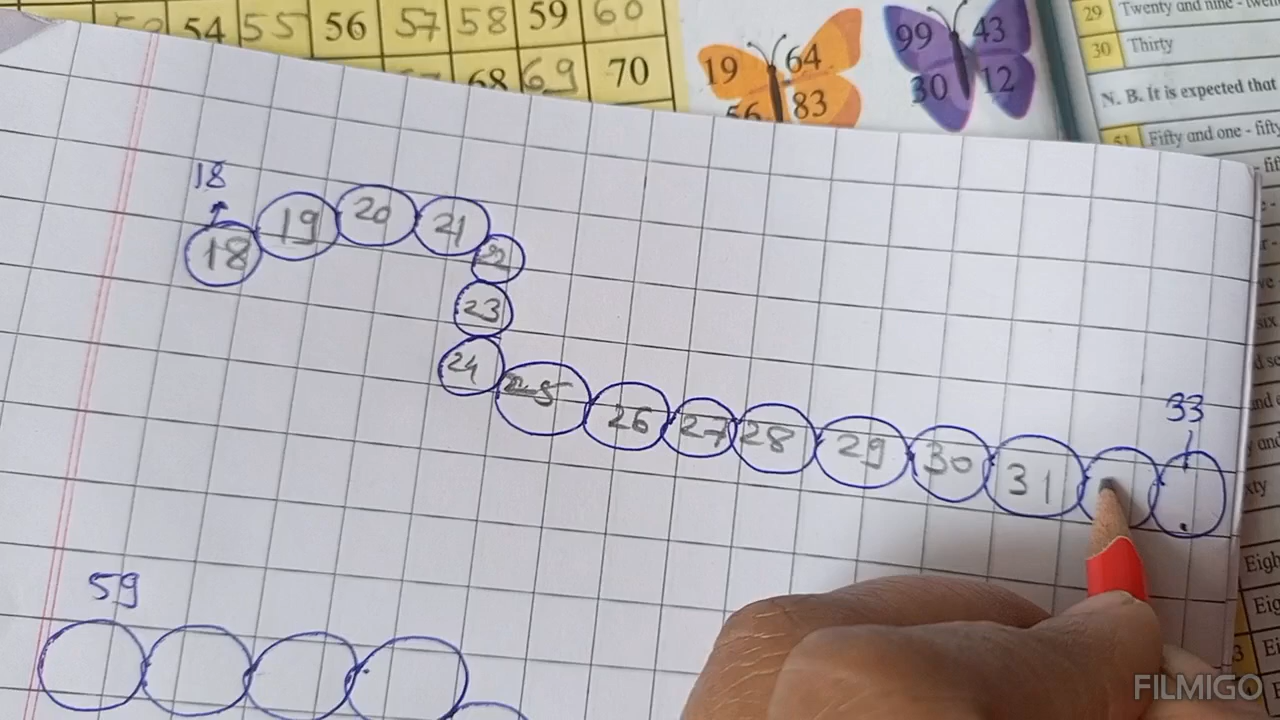 54 55 56 57 58 59 60
68 69 70
19 64
56 83
99 43
30 12
29 Twenty and nine -
30 Thirty
N. B. It is expected that
51 Fifty and one - fifty
18
18 19 20 21 22 23 24 25 26 27 28 29 30 31
33
59
FILMIGO